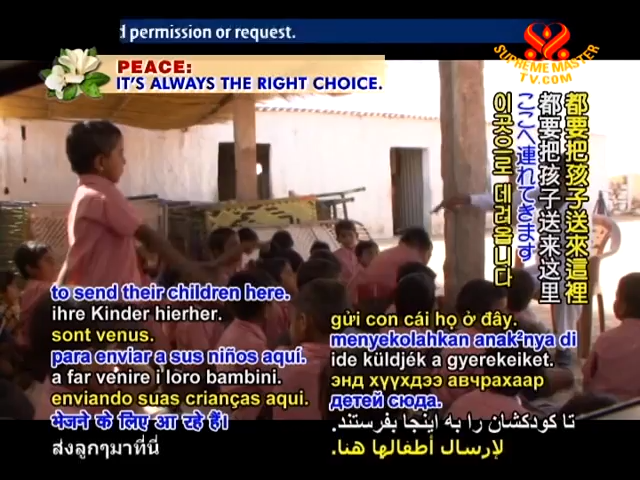 d permission or request.
SUPREME MASTER
TV.COM
PEACE:
IT'S ALWAYS THE RIGHT CHOICE.
都要把孩子送來這裡
都要把孩子送来这里
ここへ連れてきます
이곳으로 데려옵니다
to send their children here.
ihre Kinder hierher.
sont venus.
para enviar a sus niños aquí.
a far venire i loro bambini.
enviando suas crianças aqui.
भेजने के लिए आ रहे हैं।
ส่งลูกๆมาที่นี่
gửi con cái họ ở đây.
menyekolahkan anak²nya di
ide küldjék a gyerekeiket.
энд хүүхдээ авчрахаар
детей сюда.
تا کودکشان را به اینجا بفرستند.
لإرسال أطفالها هنا.